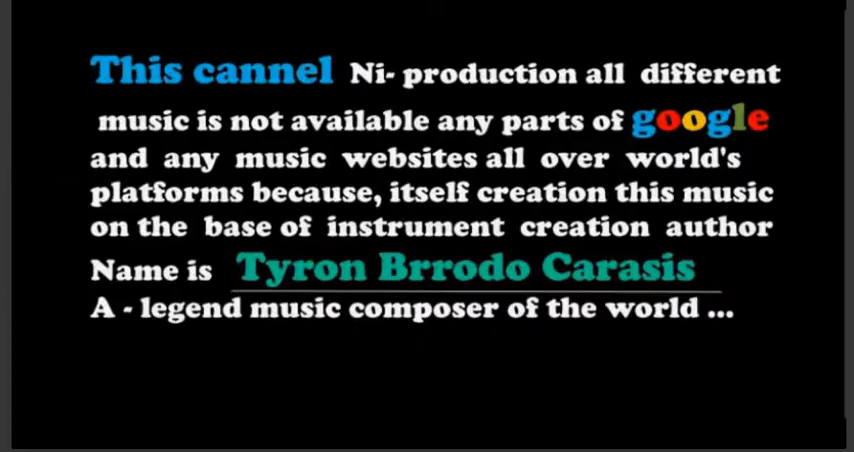 This cannel Ni- production all different
music is not available any parts of google
and any music websites all over world's
platforms because, itself creation this music
on the base of instrument creation author
Name is Tyron Brrodo Carasis
A - legend music composer of the world ...